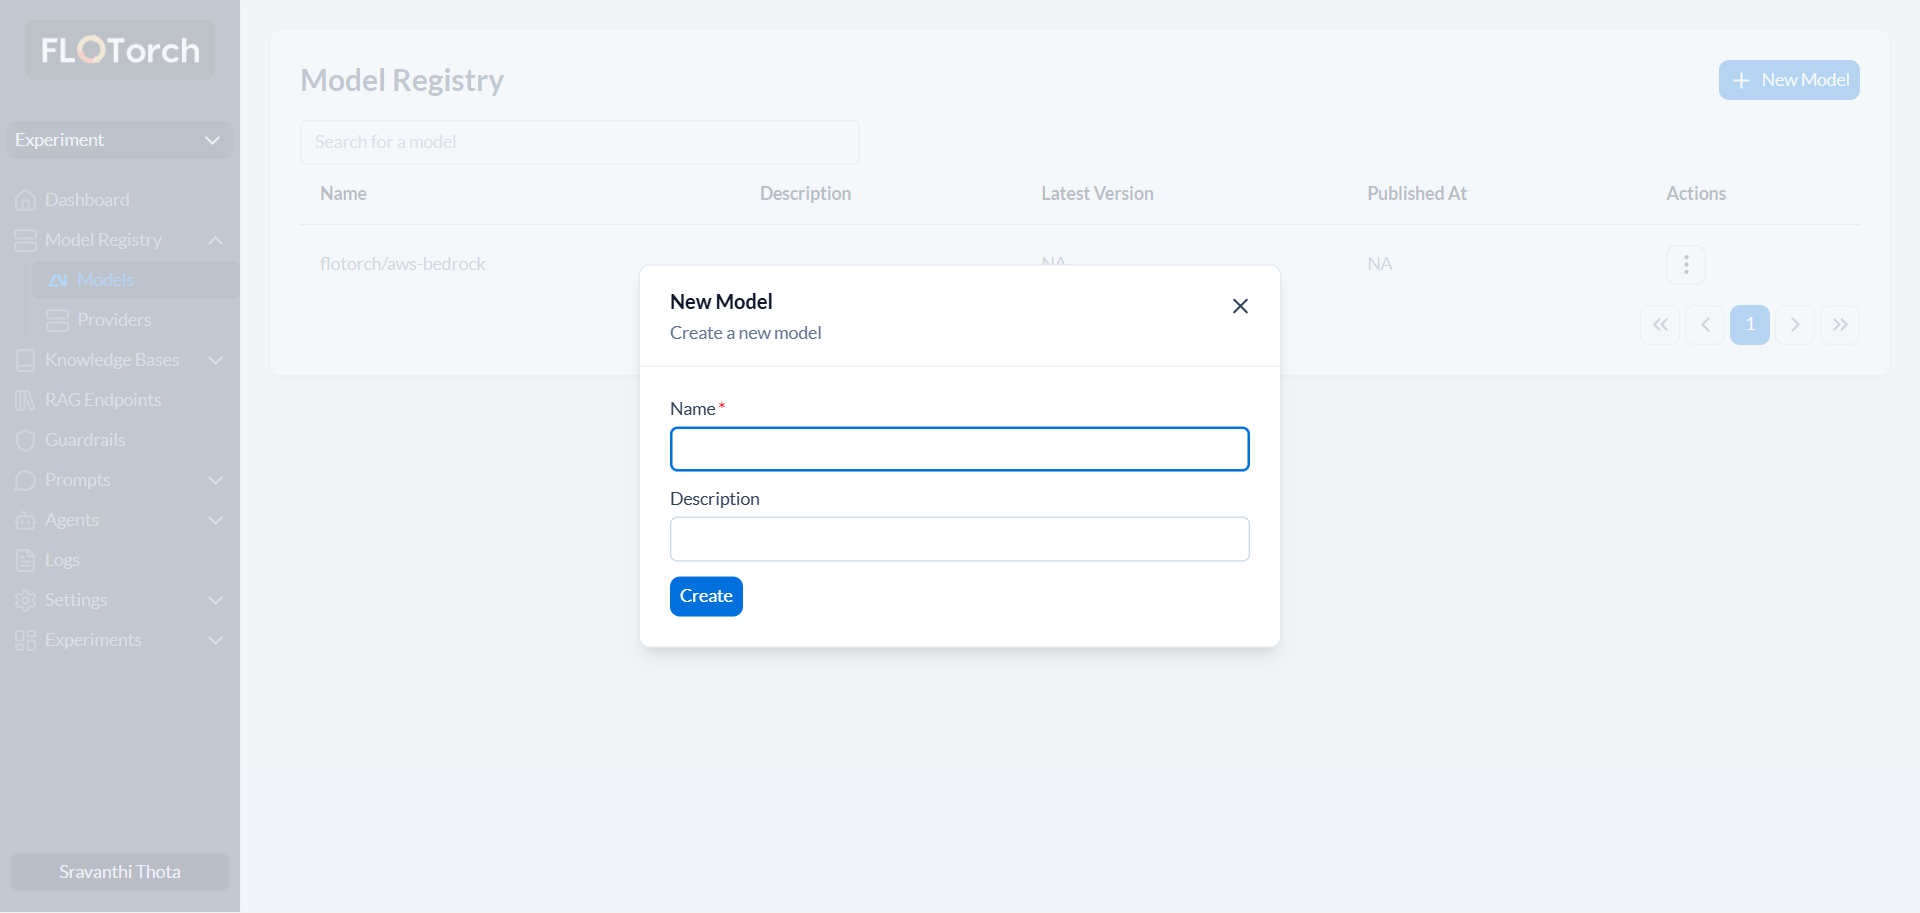 FLOTorch
Experiment
Dashboard
Model Registry
Models
Providers
Knowledge Bases
RAG Endpoints
Guardrails
Prompts
Agents
Logs
Settings
Experiments
Sravanthi Thota
Model Registry
New Model
Search for a model
Name Description Latest Version Published At Actions
flotorch/aws-bedrock NA NA
1
New Model
Create a new model
Name *
Description
Create